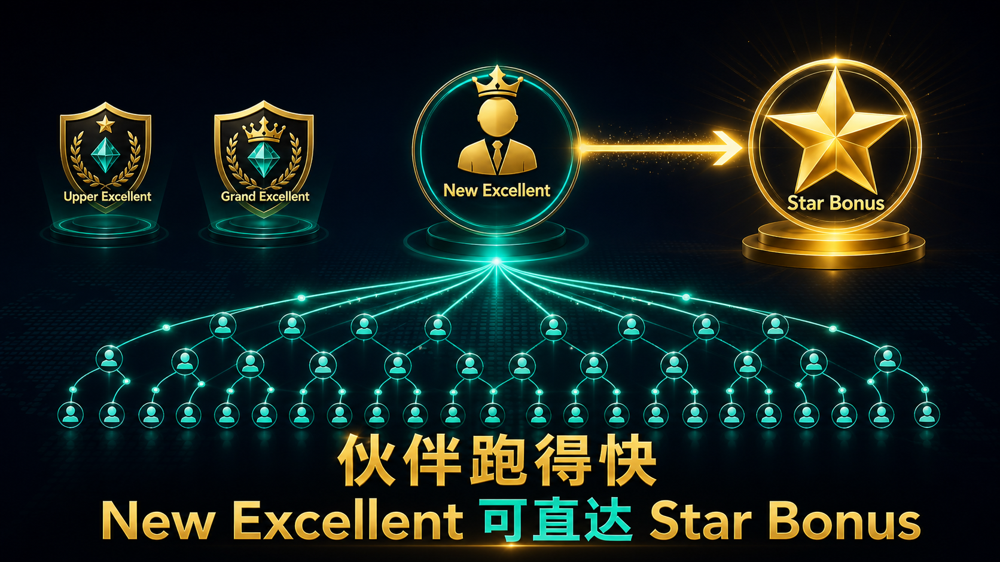 Upper Excellent
Grand Excellent
New Excellent
Star Bonus
伙伴跑得快
New Excellent 可直达 Star Bonus